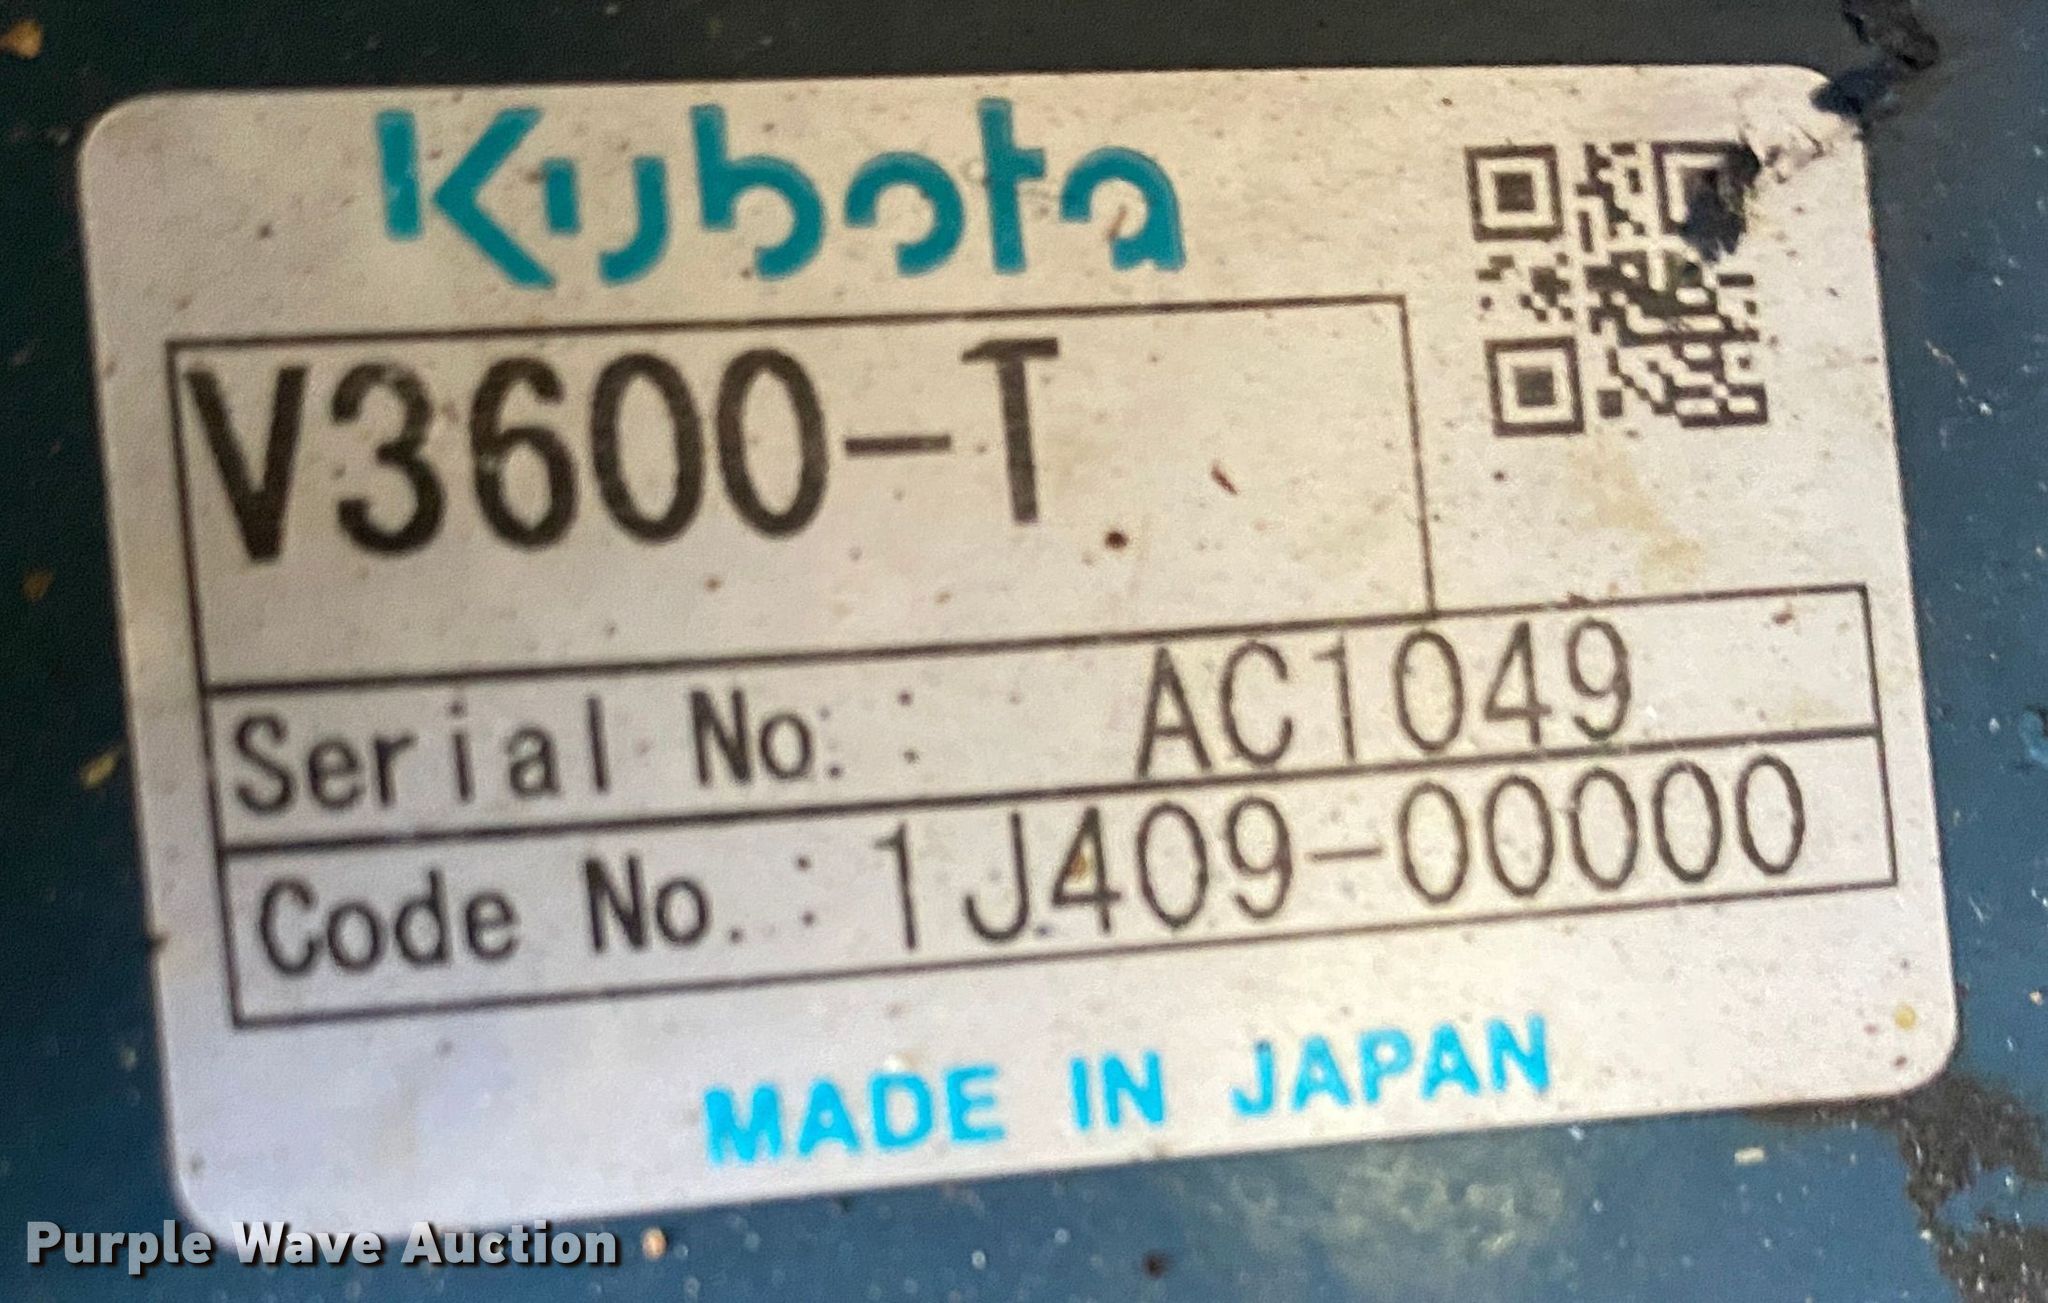 Kubota
V3600-T
Serial No. : AC1049
Code No. : 1J409-00000
MADE IN JAPAN
Purple Wave Auction